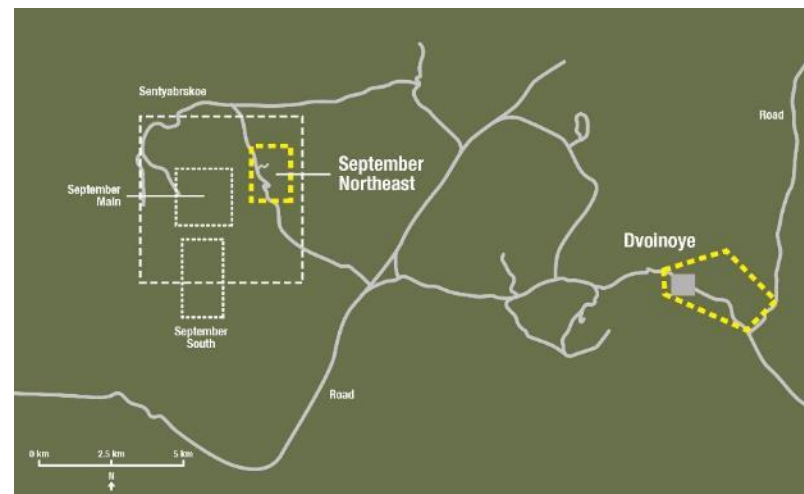 Sentyabrskoe
Road
September
Northeast
September
Main
Dvoinoye
September
South
Road
0 km
2.5 km
5 km
N